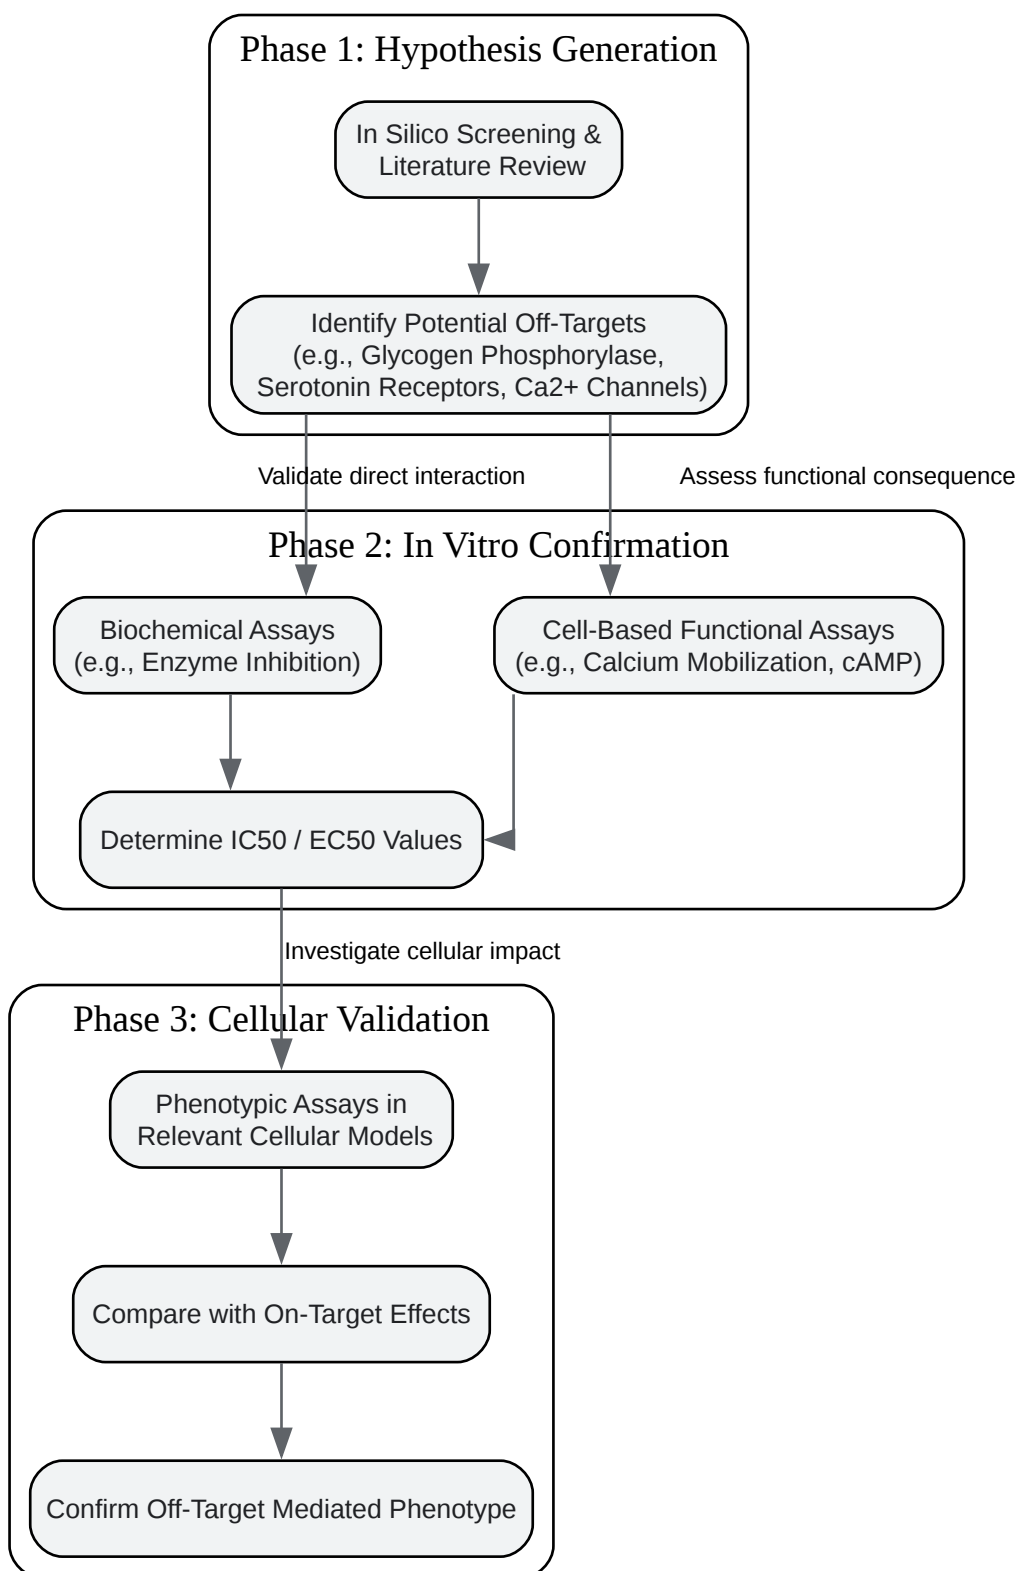 Phase 1: Hypothesis Generation
In Silico Screening &
Literature Review
Identify Potential Off-Targets
(e.g., Glycogen Phosphorylase,
Serotonin Receptors, Ca2+ Channels)
Validate direct interaction
Assess functional consequence
Phase 2: In Vitro Confirmation
Biochemical Assays
(e.g., Enzyme Inhibition)
Cell-Based Functional Assays
(e.g., Calcium Mobilization, cAMP)
Determine IC50 / EC50 Values
Investigate cellular impact
Phase 3: Cellular Validation
Phenotypic Assays in
Relevant Cellular Models
Compare with On-Target Effects
Confirm Off-Target Mediated Phenotype